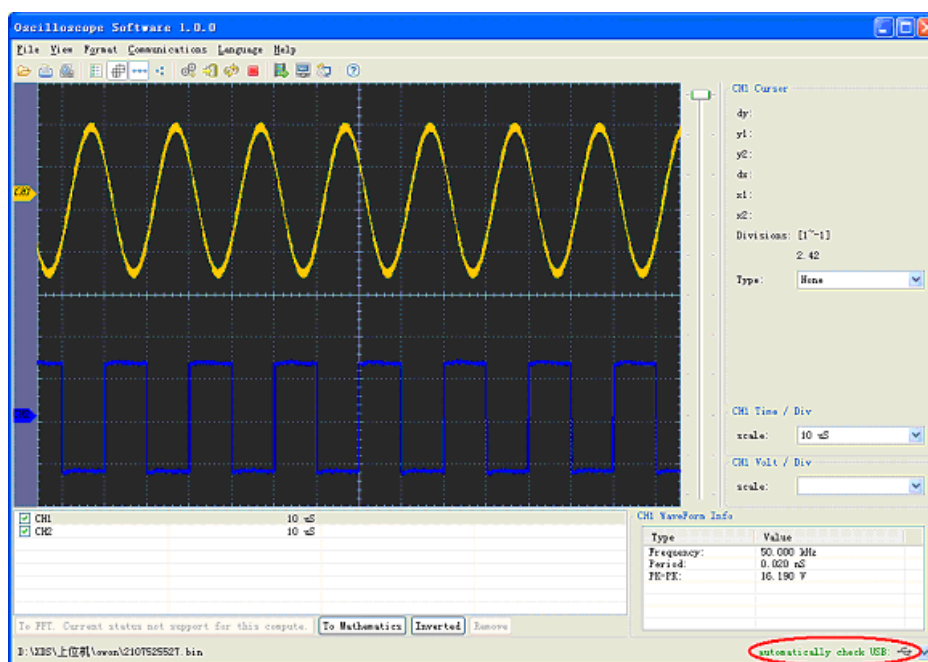 Oscilloscope Software 1.0.0
File View Format Communications Language Help
CH1 Curser
dy:
y1:
y2:
dx:
x1:
x2:
Divisions: [1~-1]
2.42
Type: None
CH1
CH2
CH1 Time / Div
scale: 10 uS
CH1 Volt / Div
scale:
CH1 10 uS
CH2 10 uS
CH1 WaveForm Info
Type Value
Frequency: 50.000 kHz
Period: 0.020 mS
PK-PK: 16.190 V
To FFT. Current status not support for this compute. To Mathematics Inverted Remove
D:\XDS\上位机\owon\2107525527.bin
automatically check USB: